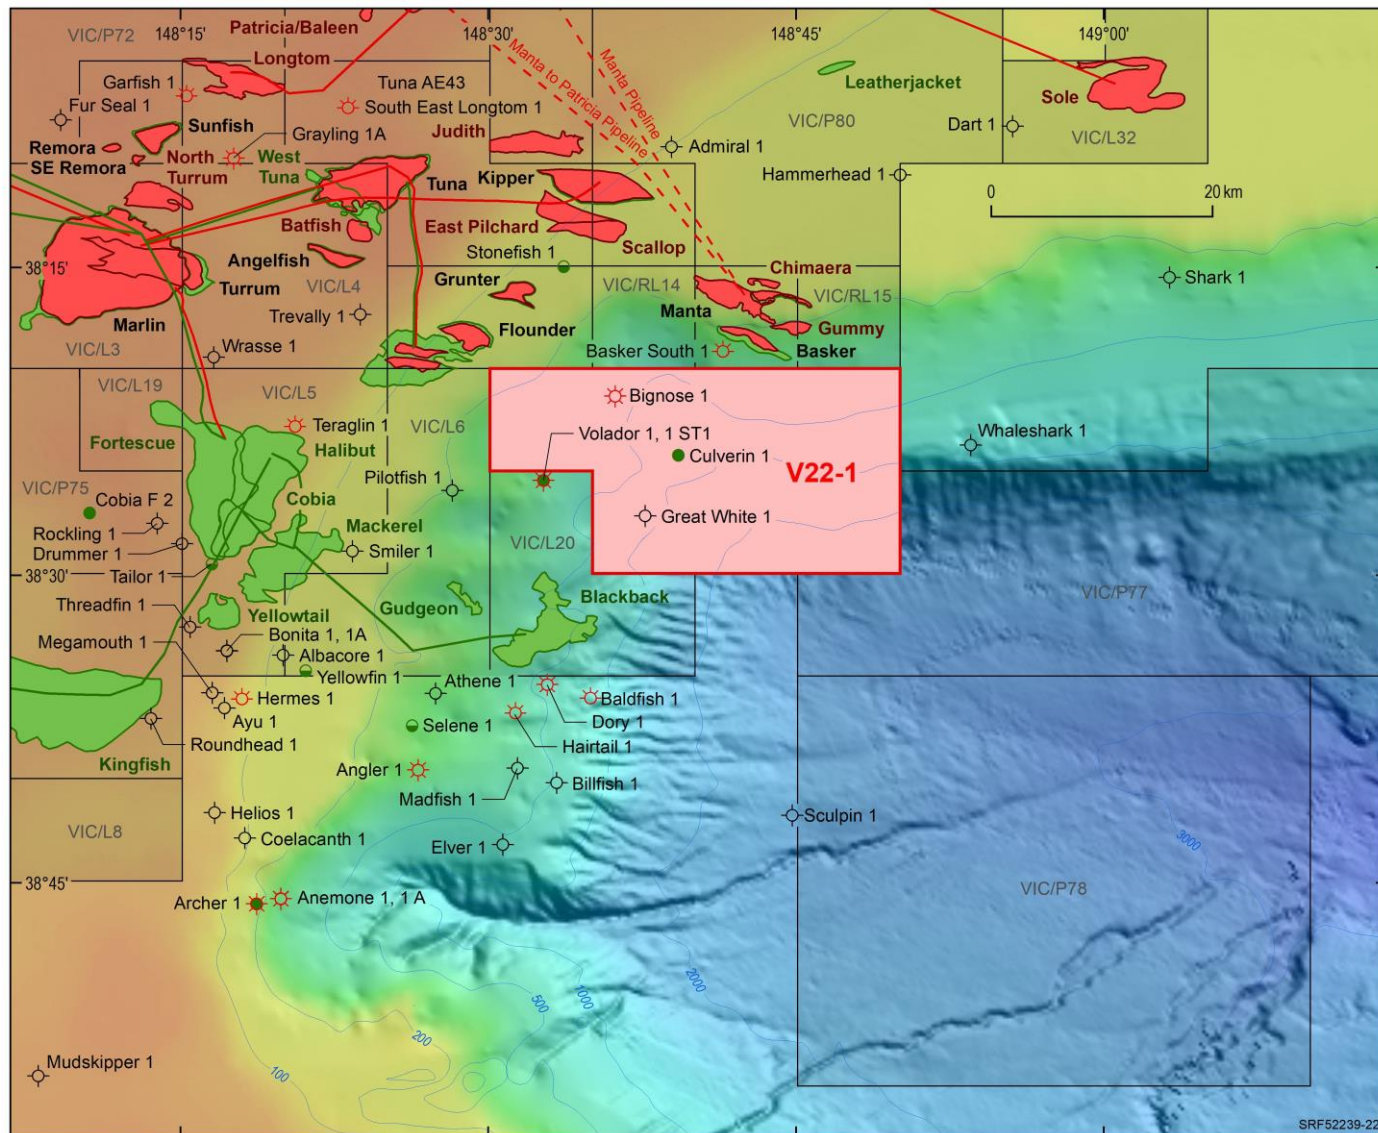 148°15'
148°30'
148°45'
149°00'
VIC/P72
Patricia/Baleen
Longtom
Garfish 1
Tuna AE43
Fur Seal 1
South East Longtom 1
Manta Pipeline
Manta to Patricia Pipeline
Leatherjacket
Sole
VIC/P80
Dart 1
VIC/L32
Sunfish
Grayling 1A
Judith
Admiral 1
Remora
SE Remora
North
Turrum
West
Tuna
Tuna
Kipper
Hammerhead 1
0
20 km
Batfish
East Pilchard
Scallop
Stonefish 1
Angelfish
Turrum
Grunter
Chimaera
Shark 1
38°15'
VIC/L4
VIC/RL14
VIC/RL15
Marlin
Trevally 1
Flounder
Manta
Gummy
VIC/L3
Wrasse 1
Basker South 1
Basker
VIC/L19
VIC/L5
Bignose 1
Fortescue
Teraglin 1
VIC/L6
Volador 1, 1 ST1
Whaleshark 1
Halibut
Culverin 1
V22-1
Pilotfish 1
VIC/P75
Cobia F 2
Cobia
Great White 1
Rockling 1
Mackerel
Drummer 1
Smiler 1
VIC/L20
Tailor 1
38°30'
VIC/P77
Threadfin 1
Yellowtail
Gudgeon
Blackback
Megamouth 1
Bonita 1, 1A
Albacore 1
Yellowfin 1
Athene 1
Hermes 1
Baldfish 1
Ayu 1
Selene 1
Dory 1
Roundhead 1
Hairtail 1
Kingfish
Angler 1
Madfish 1
Billfish 1
Helios 1
Sculpin 1
VIC/L8
Coelacanth 1
Elver 1
3000
38°45'
Archer 1
Anemone 1, 1 A
VIC/P78
2000
1000
500
200
100
Mudskipper 1
SRF52239-22